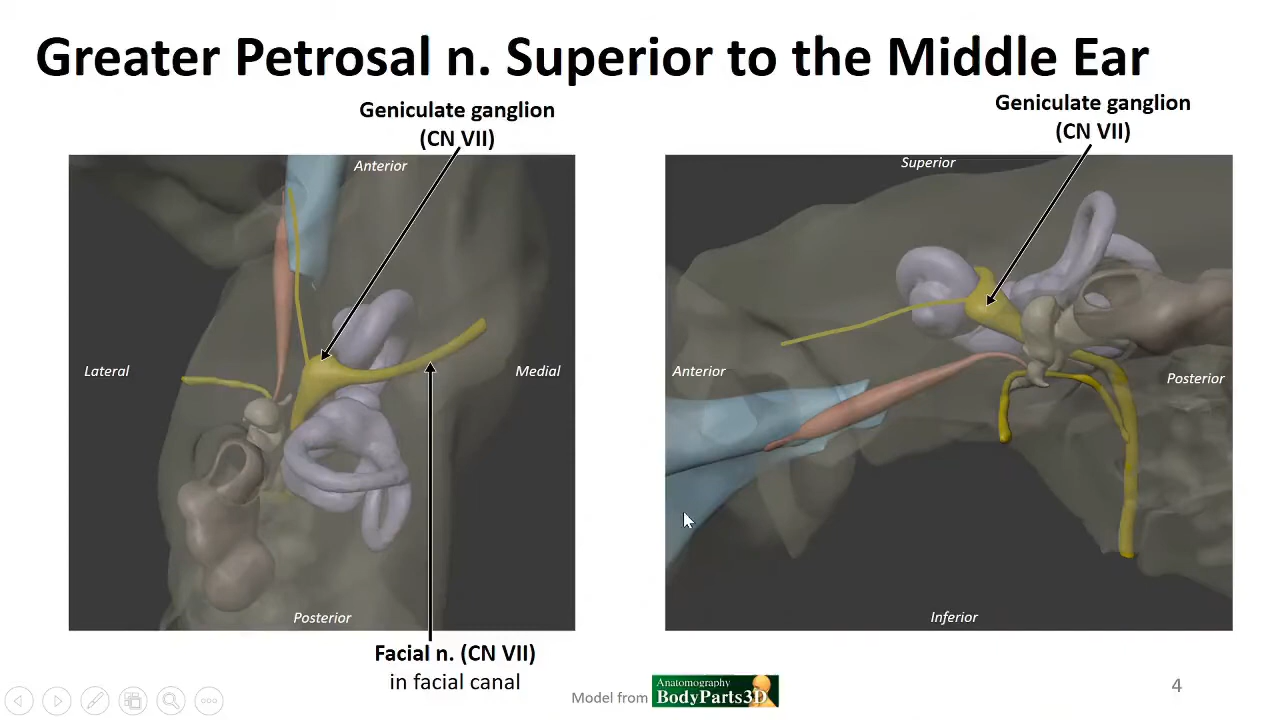 Greater Petrosal n. Superior to the Middle Ear
Geniculate ganglion
(CN VII)
Geniculate ganglion
(CN VII)
Anterior
Lateral
Medial
Posterior
Superior
Anterior
Posterior
Inferior
Facial n. (CN VII)
in facial canal
Model from
Anatomography
BodyParts3D
4